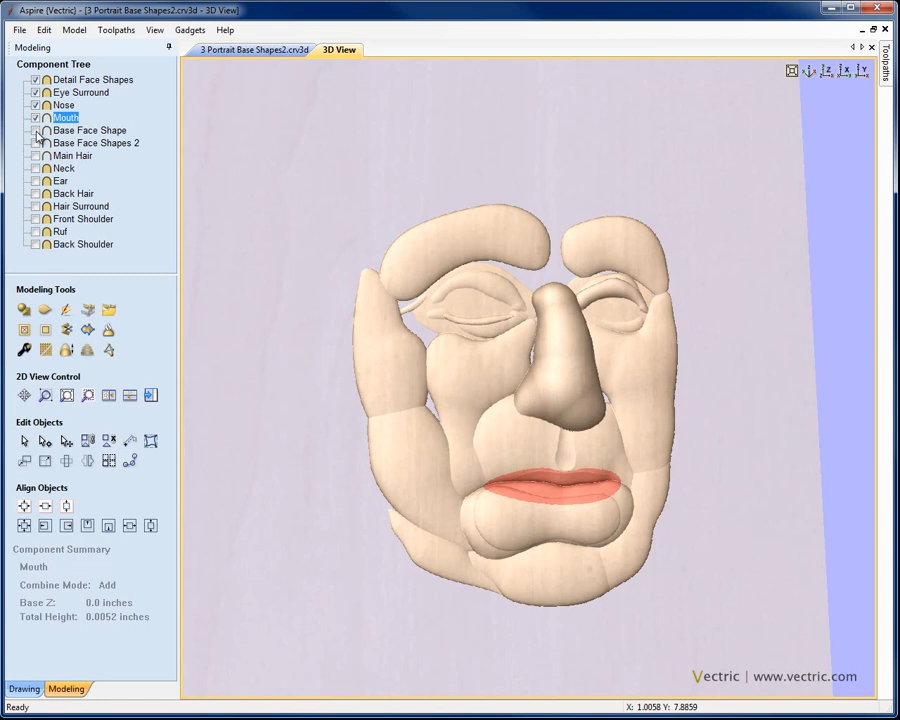 Aspire {Vectric} - [3 Portrait Base Shapes2.crv3d - 3D View]
File Edit Model Toolpaths View Gadgets Help
Modeling
3 Portrait Base Shapes2.crv3d 3D View
Toolpaths
Component Tree
Detail Face Shapes
Eye Surround
Nose
Mouth
Base Face Shape
Base Face Shapes 2
Main Hair
Neck
Ear
Back Hair
Hair Surround
Front Shoulder
Ruf
Back Shoulder
Z X Y
Modeling Tools
2D View Control
Edit Objects
Align Objects
Component Summary
Mouth
Combine Mode: Add
Base Z: 0.0 inches
Total Height: 0.0052 inches
Vectric | www.vectric.com
Drawing Modeling
Ready
X: 1.0058 Y: 7.8859